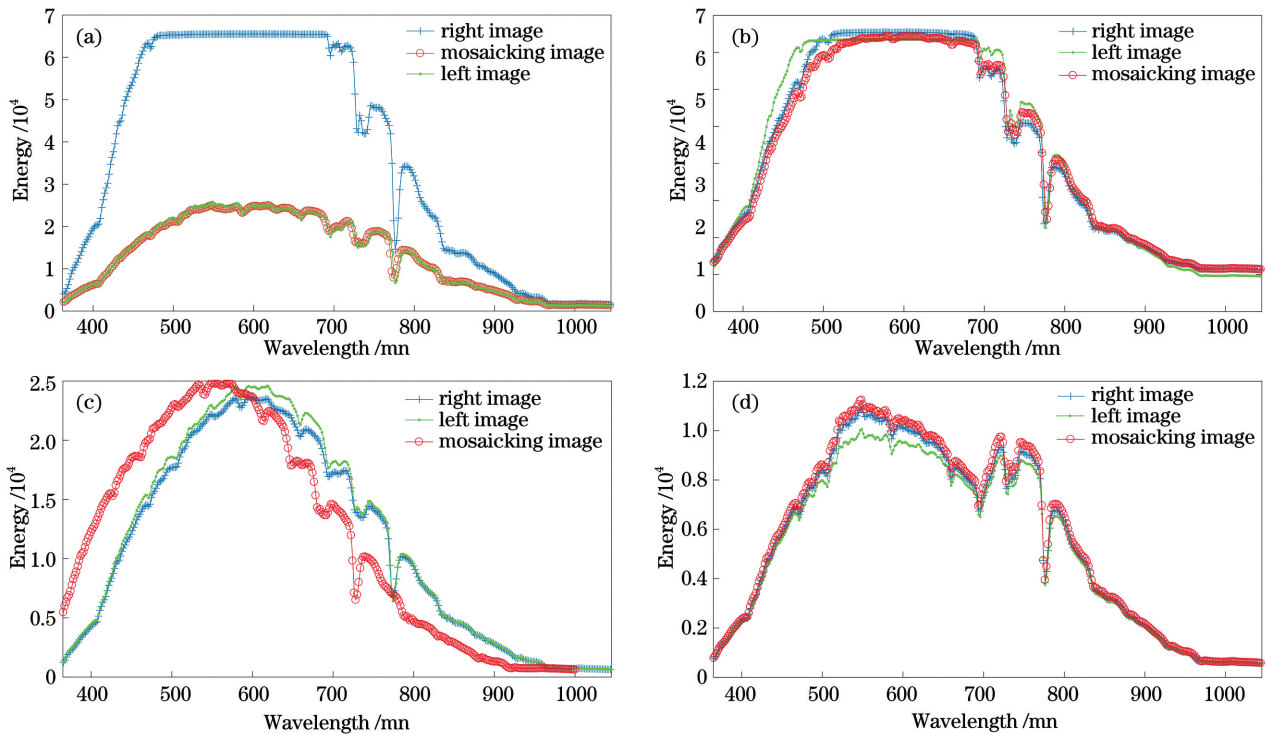 (a)
right image
mosaicking image
left image
7
6
5
4
3
2
1
0
Energy /10⁴
400 500 600 700 800 900 1000
Wavelength /mn
(b)
right image
left image
mosaicking image
7
6
5
4
3
2
1
0
Energy /10⁴
400 500 600 700 800 900 1000
Wavelength /mn
(c)
right image
left image
mosaicking image
2.5
2.0
1.5
1.0
0.5
0
Energy /10⁴
400 500 600 700 800 900 1000
Wavelength /mn
(d)
right image
left image
mosaicking image
1.2
1.0
0.8
0.6
0.4
0.2
0
Energy /10⁴
400 500 600 700 800 900 1000
Wavelength /mn